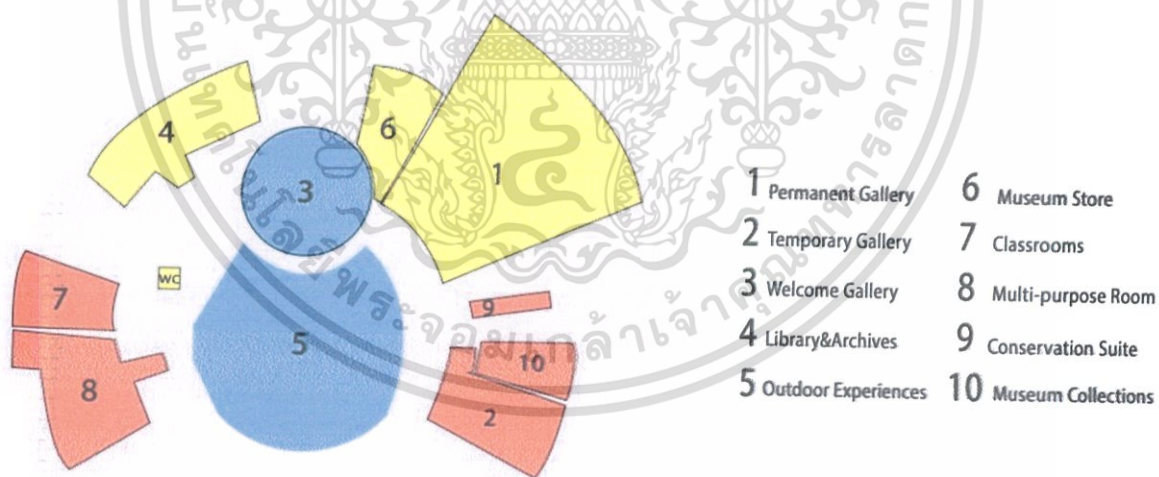 4
6
1
3
7
WC
9
5
10
8
2
1 Permanent Gallery
2 Temporary Gallery
3 Welcome Gallery
4 Library&Archives
5 Outdoor Experiences
6 Museum Store
7 Classrooms
8 Multi-purpose Room
9 Conservation Suite
10 Museum Collections